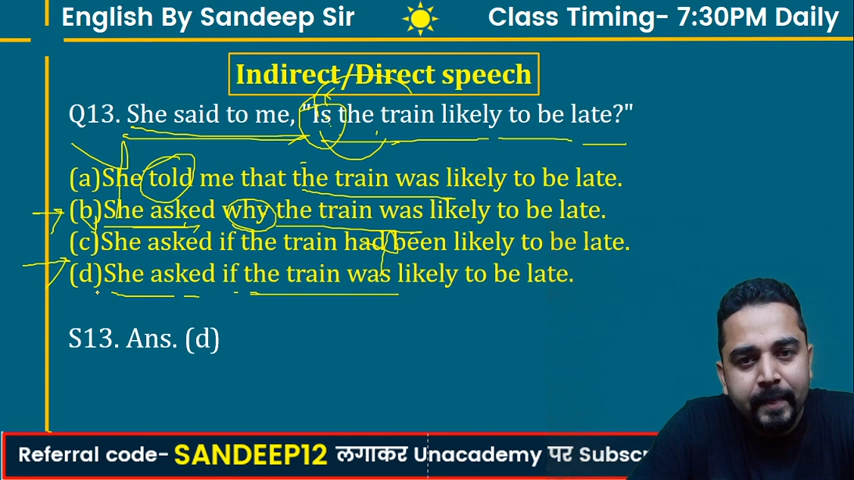 English By Sandeep Sir
Class Timing- 7:30PM Daily
Indirect/Direct speech
Q13. She said to me, "Is the train likely to be late?"
(a)She told me that the train was likely to be late.
(b)She asked why the train was likely to be late.
(c)She asked if the train had been likely to be late.
(d)She asked if the train was likely to be late.
S13. Ans. (d)
Referral code- SANDEEP12 लगाकर Unacademy पर Subscr